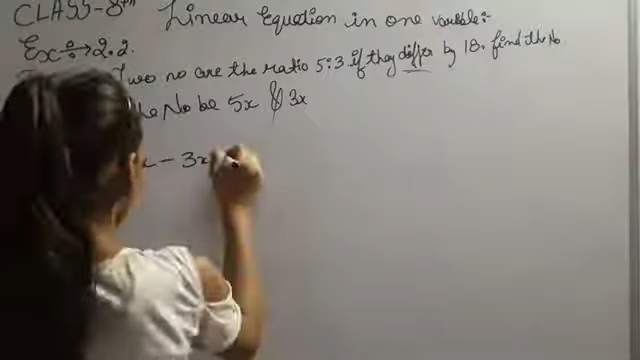 CLASS-8th Linear Equation in one variable:-
Ex:→2.2.
Two no are the ratio 5:3 if they differ by 18. find the No
the No be 5x & 3x
x - 3x